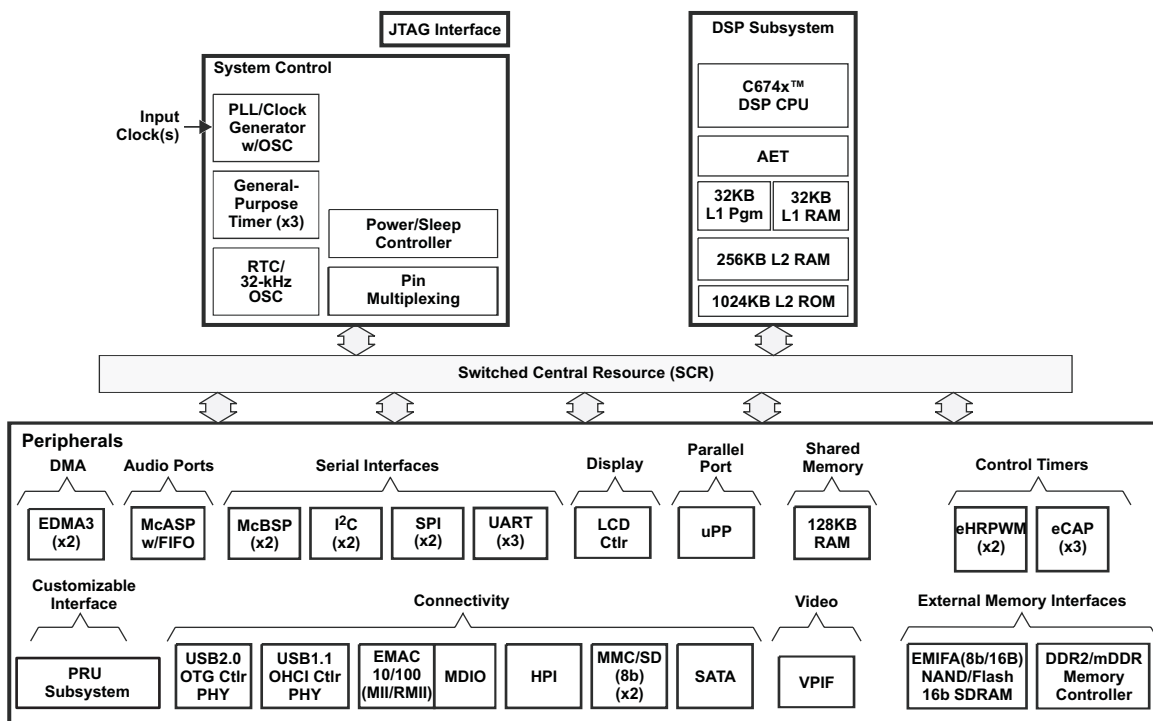 JTAG Interface
System Control
Input
Clock(s)
PLL/Clock
Generator
w/OSC
General-
Purpose
Timer (x3)
RTC/
32-kHz
OSC
Power/Sleep
Controller
Pin
Multiplexing
DSP Subsystem
C674x™
DSP CPU
AET
32KB
L1 Pgm
32KB
L1 RAM
256KB L2 RAM
1024KB L2 ROM
Switched Central Resource (SCR)
Peripherals
DMA
EDMA3
(x2)
Audio Ports
McASP
w/FIFO
Serial Interfaces
McBSP
(x2)
I²C
(x2)
SPI
(x2)
UART
(x3)
Display
LCD
Ctlr
Parallel
Port
uPP
Shared
Memory
128KB
RAM
Control Timers
eHRPWM
(x2)
eCAP
(x3)
Customizable
Interface
PRU
Subsystem
Connectivity
USB2.0
OTG Ctlr
PHY
USB1.1
OHCI Ctlr
PHY
EMAC
10/100
(MII/RMII)
MDIO
HPI
MMC/SD
(8b)
(x2)
SATA
Video
VPIF
External Memory Interfaces
EMIFA(8b/16B)
NAND/Flash
16b SDRAM
DDR2/mDDR
Memory
Controller